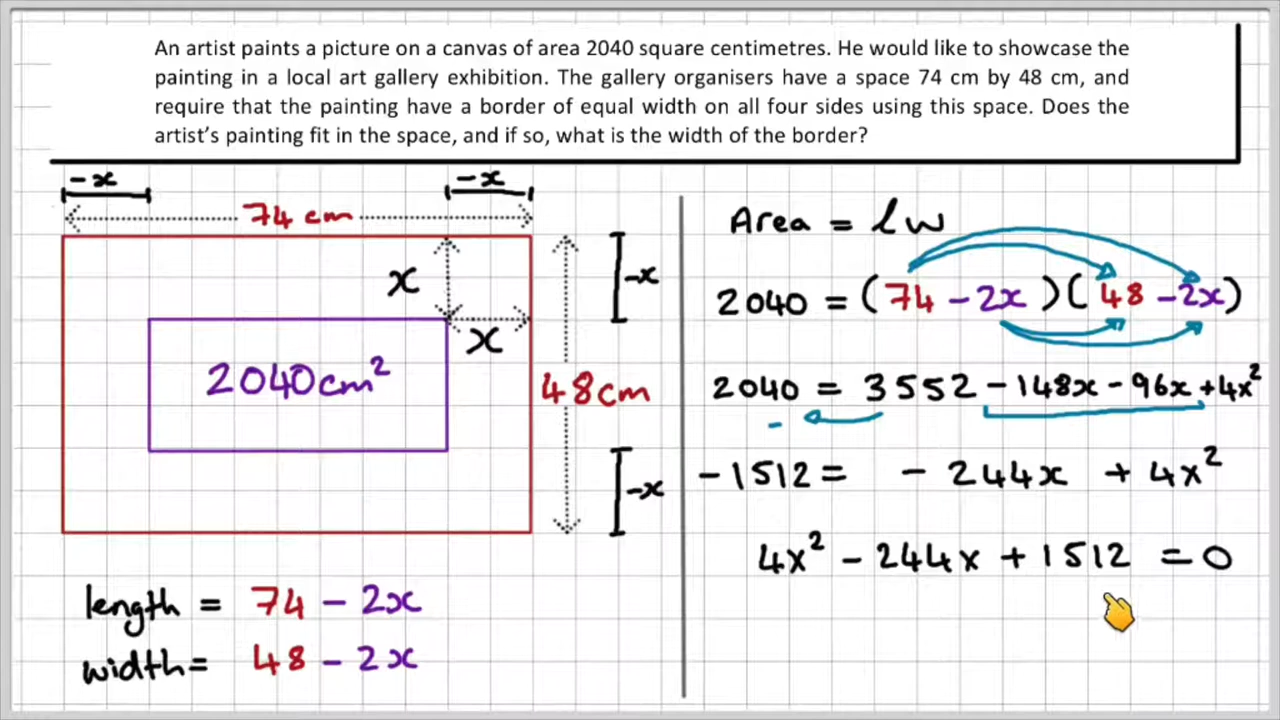 An artist paints a picture on a canvas of area 2040 square centimetres. He would like to showcase the
painting in a local art gallery exhibition. The gallery organisers have a space 74 cm by 48 cm, and
require that the painting have a border of equal width on all four sides using this space. Does the
artist's painting fit in the space, and if so, what is the width of the border?
-x
-x
74 cm
x
x
2040cm²
48cm
-x
-x
length = 74 - 2x
width= 48 - 2x
Area = lw
2040 = (74 - 2x)(48 - 2x)
2040 = 3552 - 148x - 96x + 4x²
-
-1512 = - 244x + 4x²
4x² - 244x + 1512 = 0